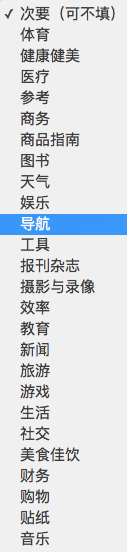 ✓ 次要（可不填）
体育
健康健美
医疗
参考
商务
商品指南
图书
天气
娱乐
导航
工具
报刊杂志
摄影与录像
效率
教育
新闻
旅游
游戏
生活
社交
美食佳饮
财务
购物
贴纸
音乐